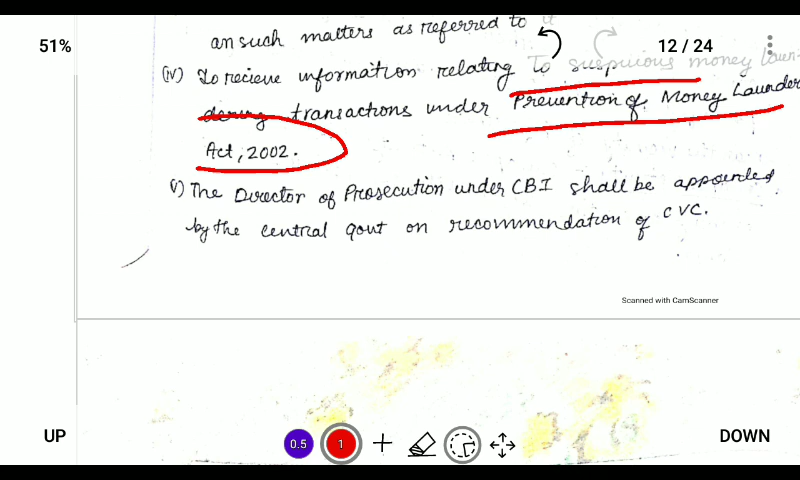 51%
12 / 24
an such matters as referred to it
(iv) To recieve information relating to suspicious money laun-
dering transactions under Prevention of Money Launder
Act, 2002.
(v) The Director of Prosecution under CBI shall be appointed
by the central govt on recommendation of CVC.
Scanned with CamScanner
UP
0.5
1
DOWN